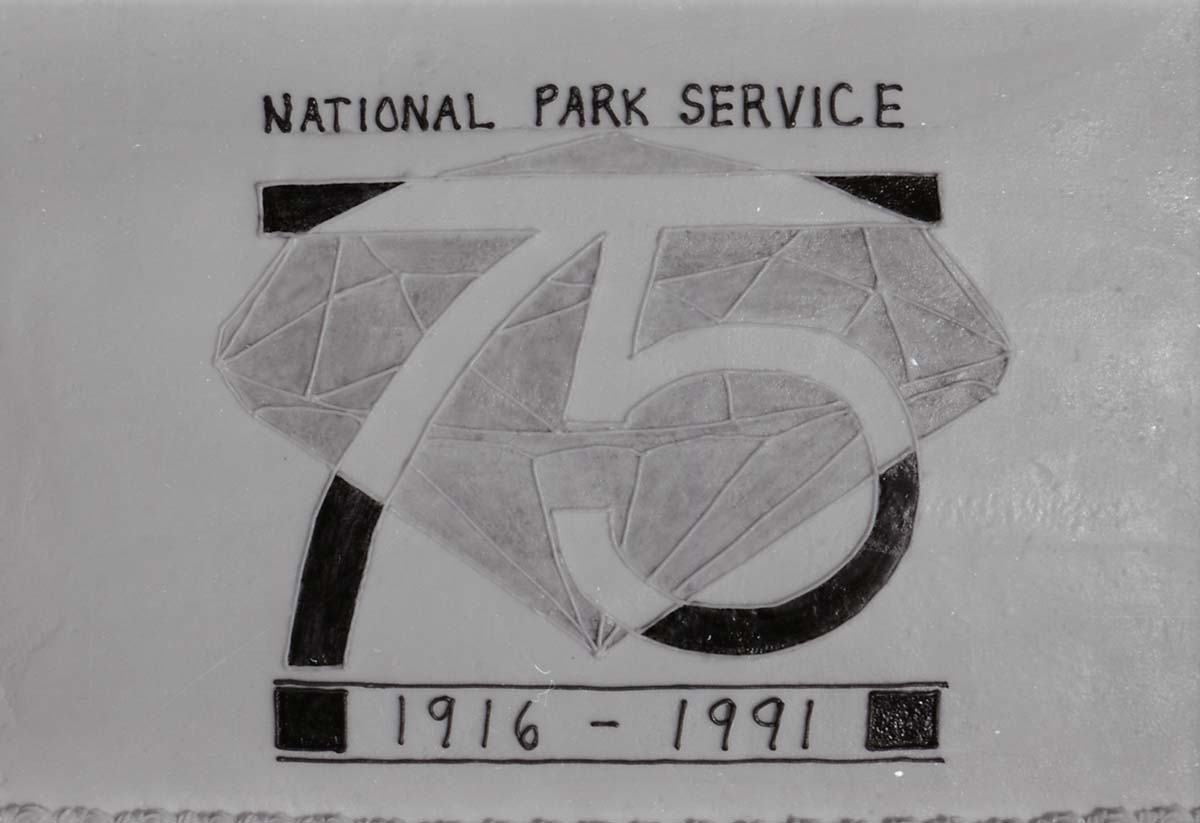 NATIONAL PARK SERVICE
75
1916 - 1991